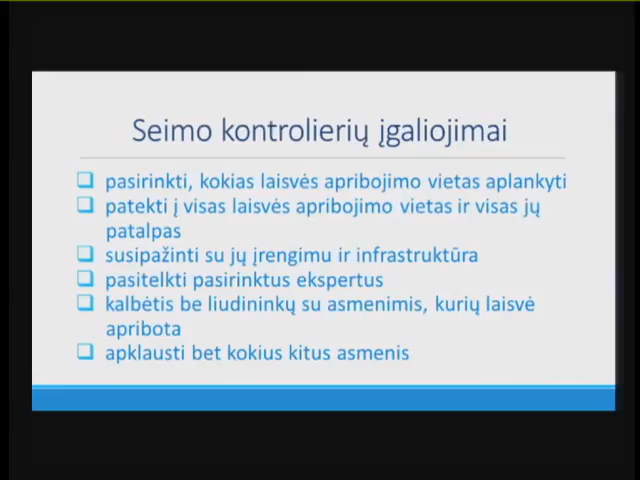 Seimo kontrolierių įgaliojimai
pasirinkti, kokias laisvės apribojimo vietas aplankyti
patekti į visas laisvės apribojimo vietas ir visas jų
patalpas
susipažinti su jų įrengimu ir infrastruktūra
pasitelkti pasirinktus ekspertus
kalbėtis be liudininkų su asmenimis, kurių laisvė
apribota
apklausti bet kokius kitus asmenis